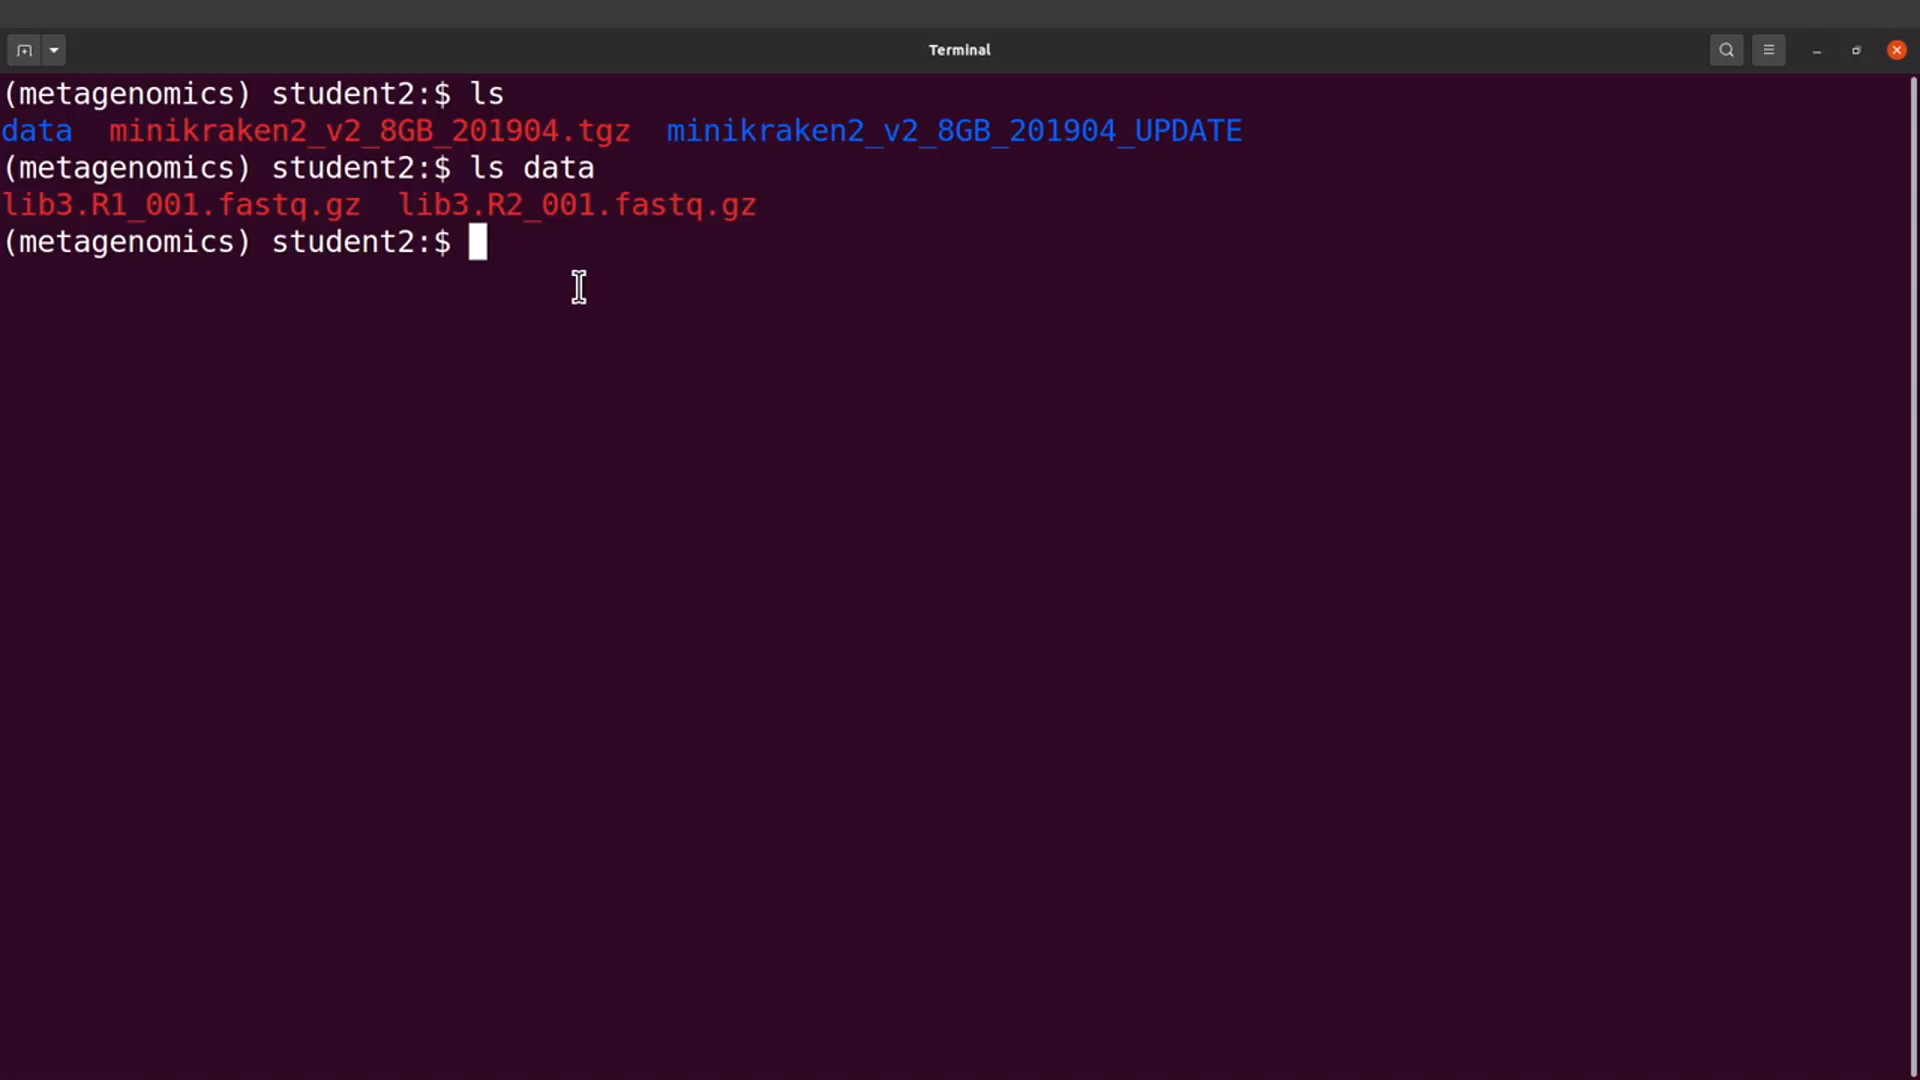 Terminal
(metagenomics) student2:$ ls
data  minikraken2_v2_8GB_201904.tgz  minikraken2_v2_8GB_201904_UPDATE
(metagenomics) student2:$ ls data
lib3.R1_001.fastq.gz  lib3.R2_001.fastq.gz
(metagenomics) student2:$